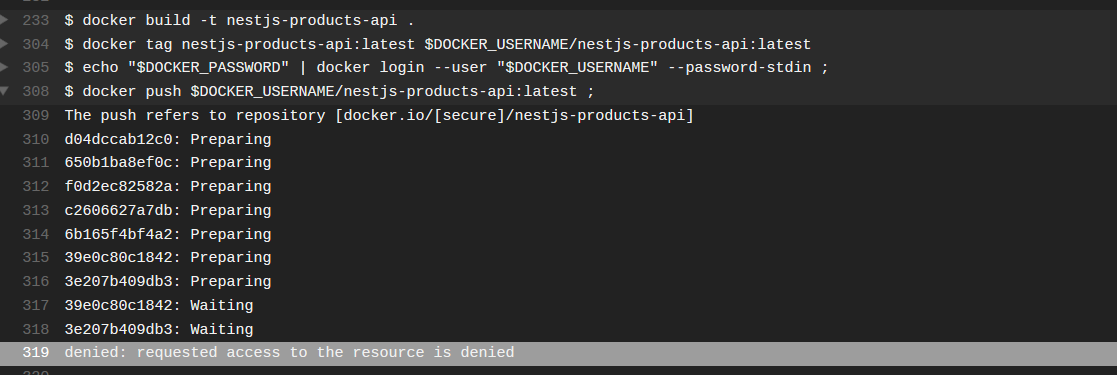 233 $ docker build -t nestjs-products-api .
304 $ docker tag nestjs-products-api:latest $DOCKER_USERNAME/nestjs-products-api:latest
305 $ echo "$DOCKER_PASSWORD" | docker login --user "$DOCKER_USERNAME" --password-stdin ;
308 $ docker push $DOCKER_USERNAME/nestjs-products-api:latest ;
309 The push refers to repository [docker.io/[secure]/nestjs-products-api]
310 d04dccab12c0: Preparing
311 650b1ba8ef0c: Preparing
312 f0d2ec82582a: Preparing
313 c2606627a7db: Preparing
314 6b165f4bf4a2: Preparing
315 39e0c80c1842: Preparing
316 3e207b409db3: Preparing
317 39e0c80c1842: Waiting
318 3e207b409db3: Waiting
319 denied: requested access to the resource is denied